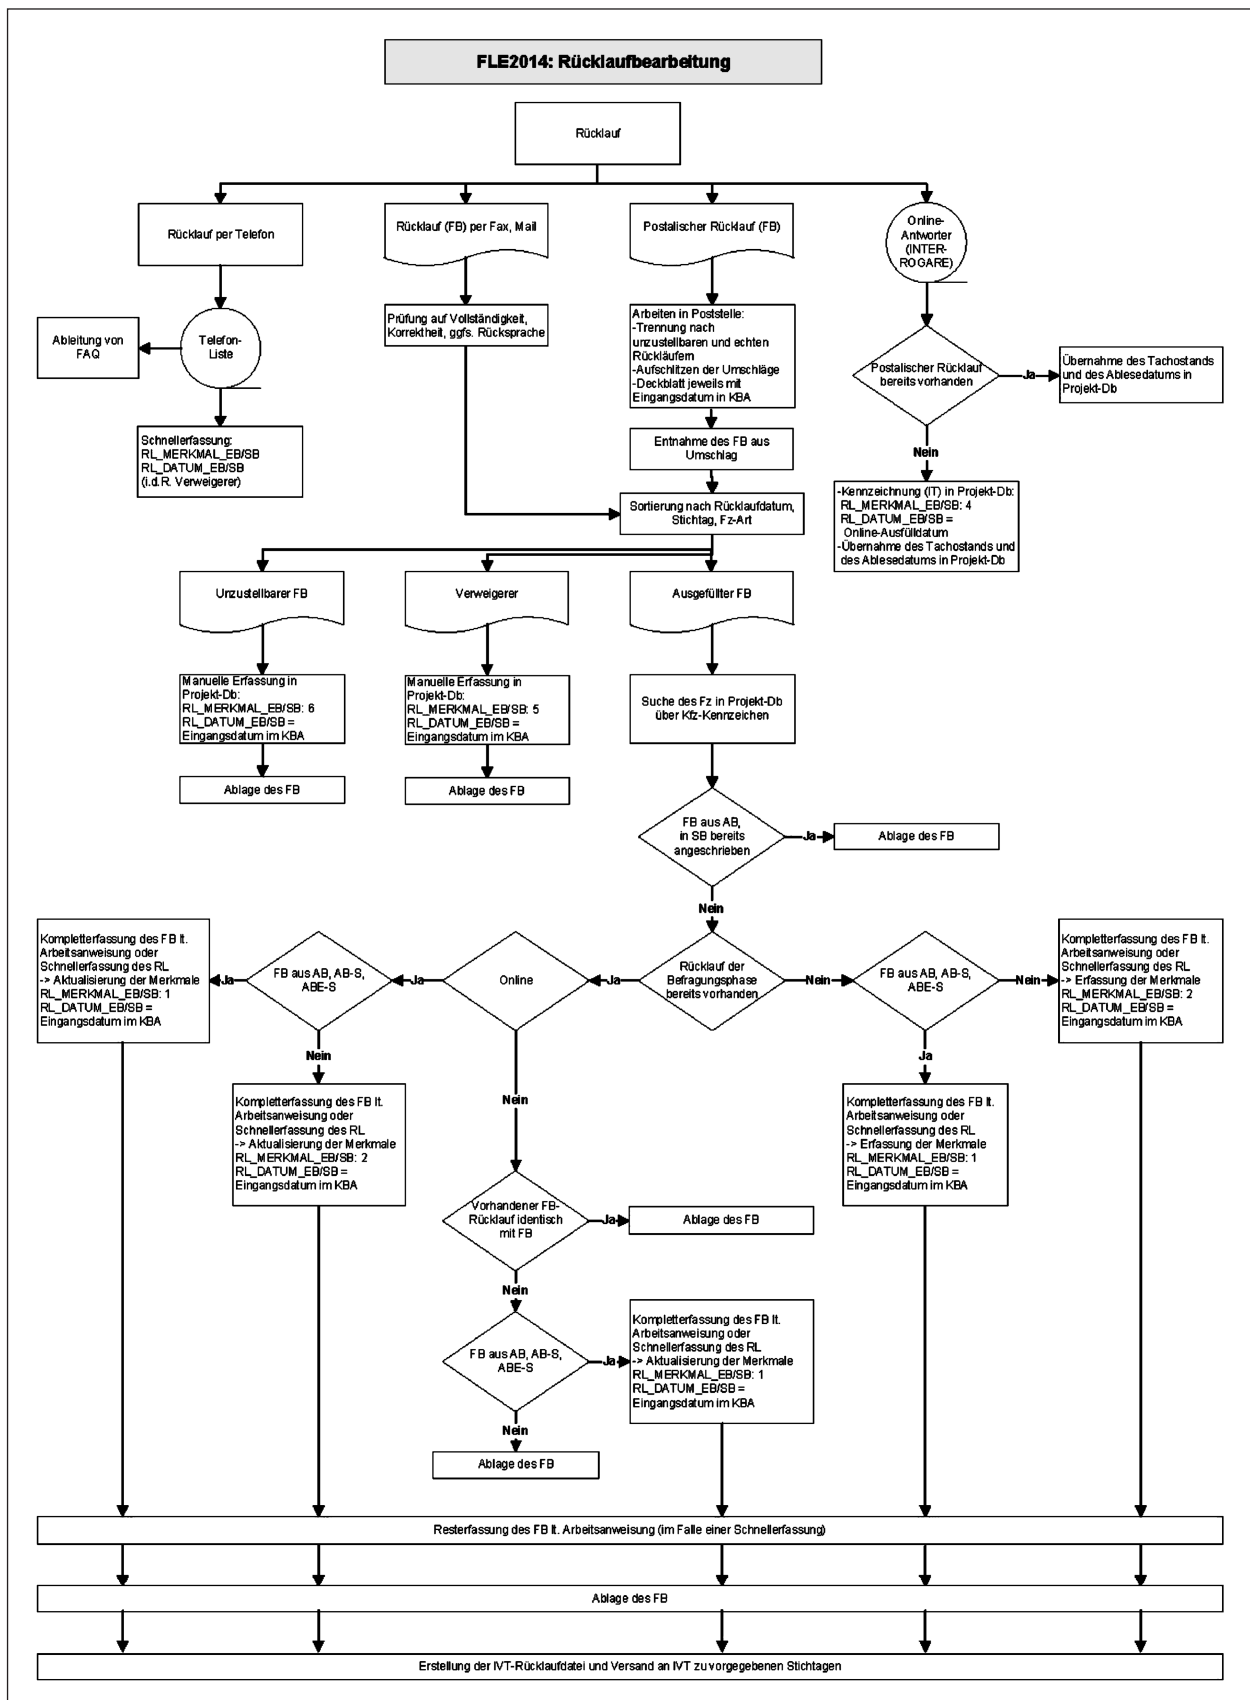 FLE2014: Rücklaufbearbeitung
Rücklauf
Rücklauf per Telefon
Rücklauf (FB) per Fax, Mail
Postalischer Rücklauf (FB)
Online-
Antworter
(INTER-
ROGARE)
Ableitung von
FAQ
Telefon-
Liste
Prüfung auf Vollständigkeit,
Korrektheit, ggfs. Rücksprache
Arbeiten in Poststelle:
-Trennung nach
unzustellbaren und echten
Rückläufern
-Aufschlitzen der Umschläge
-Deckblatt jeweils mit
Eingangsdatum in KBA
Postalischer Rücklauf
bereits vorhanden
Ja
Übernahme des Tachostands
und des Ablesedatums in
Projekt-Db
Schnellerfassung:
RL_MERKMAL_EB/SB
RL_DATUM_EB/SB
(i.d.R. Verweigerer)
Entnahme des FB aus
Umschlag
Nein
Sortierung nach Rücklaufdatum,
Stichtag, Fz-Art
-Kennzeichnung (IT) in Projekt-Db:
RL_MERKMAL_EB/SB: 4
RL_DATUM_EB/SB =
Online-Ausfülldatum
-Übernahme des Tachostands und
des Ablesedatums in Projekt-Db
Unzustellbarer FB
Verweigerer
Ausgefüllter FB
Manuelle Erfassung in
Projekt-Db:
RL_MERKMAL_EB/SB: 6
RL_DATUM_EB/SB =
Eingangsdatum im KBA
Manuelle Erfassung in
Projekt-Db:
RL_MERKMAL_EB/SB: 5
RL_DATUM_EB/SB =
Eingangsdatum im KBA
Suche des Fz in Projekt-Db
über Kfz-Kennzeichen
Ablage des FB
Ablage des FB
FB aus AB,
in SB bereits
angeschrieben
Ja
Ablage des FB
Nein
Kompletterfassung des FB lt.
Arbeitsanweisung oder
Schnellerfassung des RL
-> Aktualisierung der Merkmale
RL_MERKMAL_EB/SB: 1
RL_DATUM_EB/SB =
Eingangsdatum im KBA
Ja
FB aus AB, AB-S,
ABE-S
Ja
Online
Ja
Rücklauf der
Befragungsphase
bereits vorhanden
Nein
FB aus AB, AB-S,
ABE-S
Nein
Kompletterfassung des FB lt.
Arbeitsanweisung oder
Schnellerfassung des RL
-> Erfassung der Merkmale
RL_MERKMAL_EB/SB: 2
RL_DATUM_EB/SB =
Eingangsdatum im KBA
Nein
Ja
Kompletterfassung des FB lt.
Arbeitsanweisung oder
Schnellerfassung des RL
-> Aktualisierung der Merkmale
RL_MERKMAL_EB/SB: 2
RL_DATUM_EB/SB =
Eingangsdatum im KBA
Nein
Kompletterfassung des FB lt.
Arbeitsanweisung oder
Schnellerfassung des RL
-> Erfassung der Merkmale
RL_MERKMAL_EB/SB: 1
RL_DATUM_EB/SB =
Eingangsdatum im KBA
Vorhandener FB-
Rücklauf identisch
mit FB
Ja
Ablage des FB
Nein
FB aus AB, AB-S,
ABE-S
Ja
Kompletterfassung des FB lt.
Arbeitsanweisung oder
Schnellerfassung des RL
-> Aktualisierung der Merkmale
RL_MERKMAL_EB/SB: 1
RL_DATUM_EB/SB =
Eingangsdatum im KBA
Nein
Ablage des FB
Resterfassung des FB lt. Arbeitsanweisung (im Falle einer Schnellerfassung)
Ablage des FB
Erstellung der IVT-Rücklaufdatei und Versand an IVT zu vorgegebenen Stichtagen